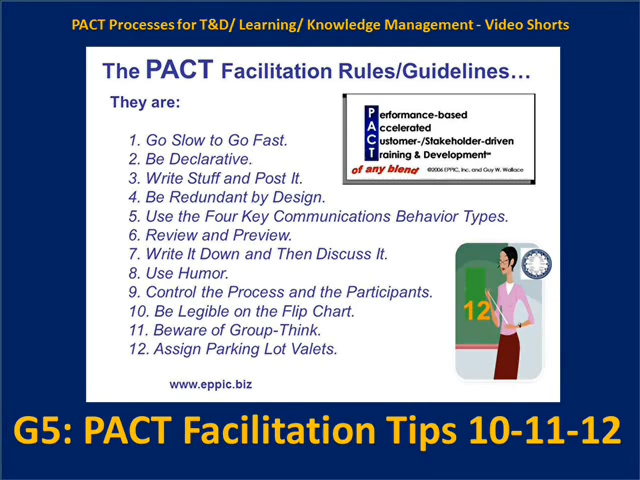 PACT Processes for T&D/ Learning/ Knowledge Management - Video Shorts
The PACT Facilitation Rules/Guidelines…
They are:
Performance-based
Accelerated
Customer-/Stakeholder-driven
Training & Development℠
of any blend ©2004 EPPIC, Inc. and Guy W. Wallace
1. Go Slow to Go Fast.
2. Be Declarative.
3. Write Stuff and Post It.
4. Be Redundant by Design.
5. Use the Four Key Communications Behavior Types.
6. Review and Preview.
7. Write It Down and Then Discuss It.
8. Use Humor.
9. Control the Process and the Participants.
10. Be Legible on the Flip Chart.
11. Beware of Group-Think.
12. Assign Parking Lot Valets.
12
www.eppic.biz
G5: PACT Facilitation Tips 10-11-12